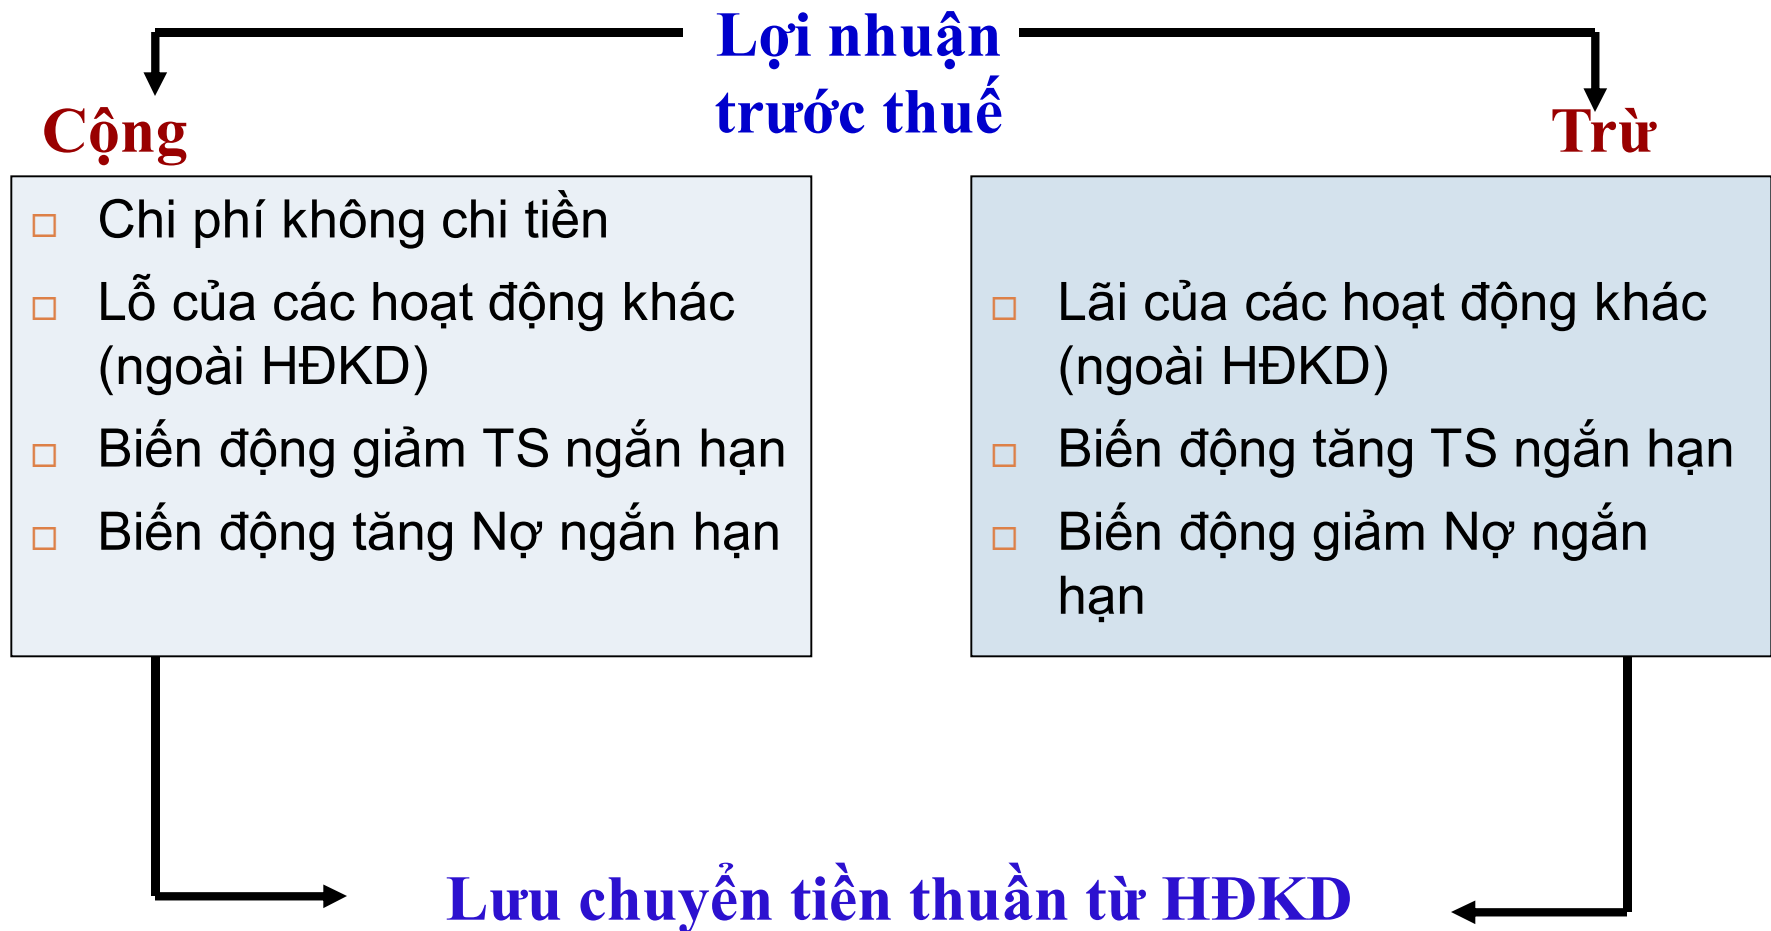 Lợi nhuận
trước thuế
Cộng
Trừ
Chi phí không chi tiền
Lỗ của các hoạt động khác
(ngoài HĐKD)
Biến động giảm TS ngắn hạn
Biến động tăng Nợ ngắn hạn
Lãi của các hoạt động khác
(ngoài HĐKD)
Biến động tăng TS ngắn hạn
Biến động giảm Nợ ngắn
hạn
Lưu chuyển tiền thuần từ HĐKD